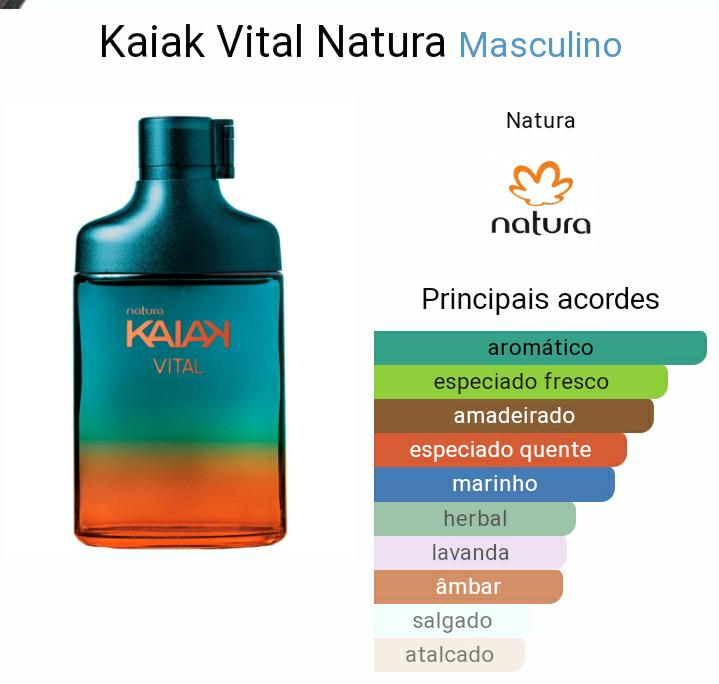 Kaiak Vital Natura Masculino
natura
KAIAK
VITAL
Natura
natura
Principais acordes
aromático
especiado fresco
amadeirado
especiado quente
marinho
herbal
lavanda
âmbar
salgado
atalcado